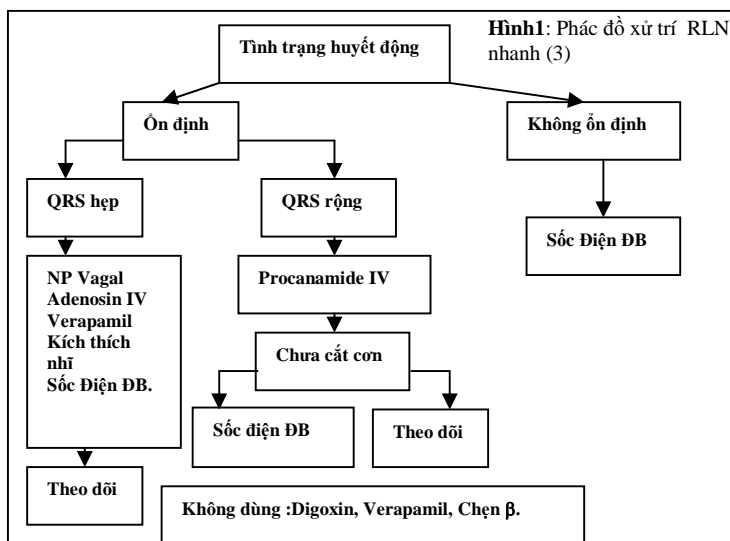 Hình1: Phác đồ xử trí RLN
nhanh (3)
Tình trạng huyết động
Ổn định
Không ổn định
QRS hẹp
QRS rộng
Sốc Điện ĐB
NP Vagal
Adenosin IV
Verapamil
Kích thích
nhĩ
Sốc Điện ĐB.
Procanamide IV
Chưa cắt cơn
Sốc điện ĐB
Theo dõi
Theo dõi
Không dùng :Digoxin, Verapamil, Chẹn β.